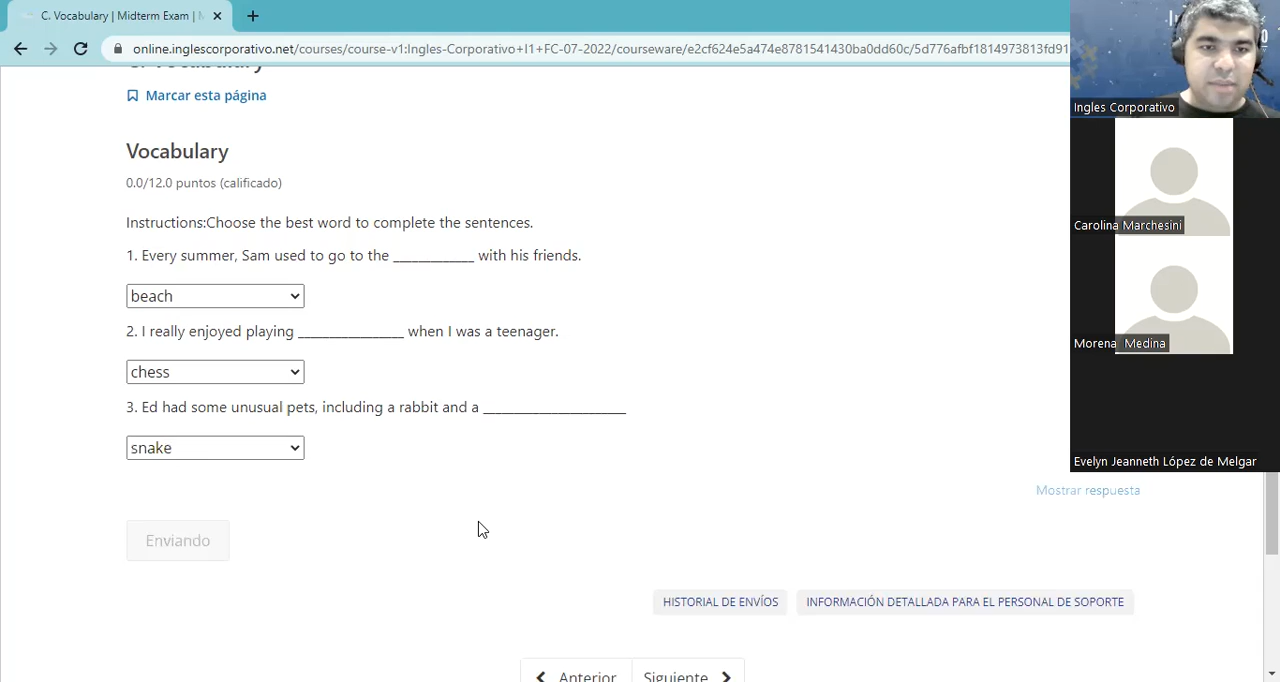 C. Vocabulary | Midterm Exam |
online.inglescorporativo.net/courses/course-v1:Ingles-Corporativo+I1+FC-07-2022/courseware/e2cf624e5a474e8781541430ba0dd60c/5d776afbf1814973813fd91
C. Vocabulary
Marcar esta página
Vocabulary
0.0/12.0 puntos (calificado)
Instructions:Choose the best word to complete the sentences.
1. Every summer, Sam used to go to the ____________ with his friends.
beach
2. I really enjoyed playing ________________ when I was a teenager.
chess
3. Ed had some unusual pets, including a rabbit and a _____________________
snake
Mostrar respuesta
Enviando
HISTORIAL DE ENVÍOS
INFORMACIÓN DETALLADA PARA EL PERSONAL DE SOPORTE
Anterior
Siguiente
Ingles Corporativo
Carolina Marchesini
Morena Medina
Evelyn Jeanneth López de Melgar